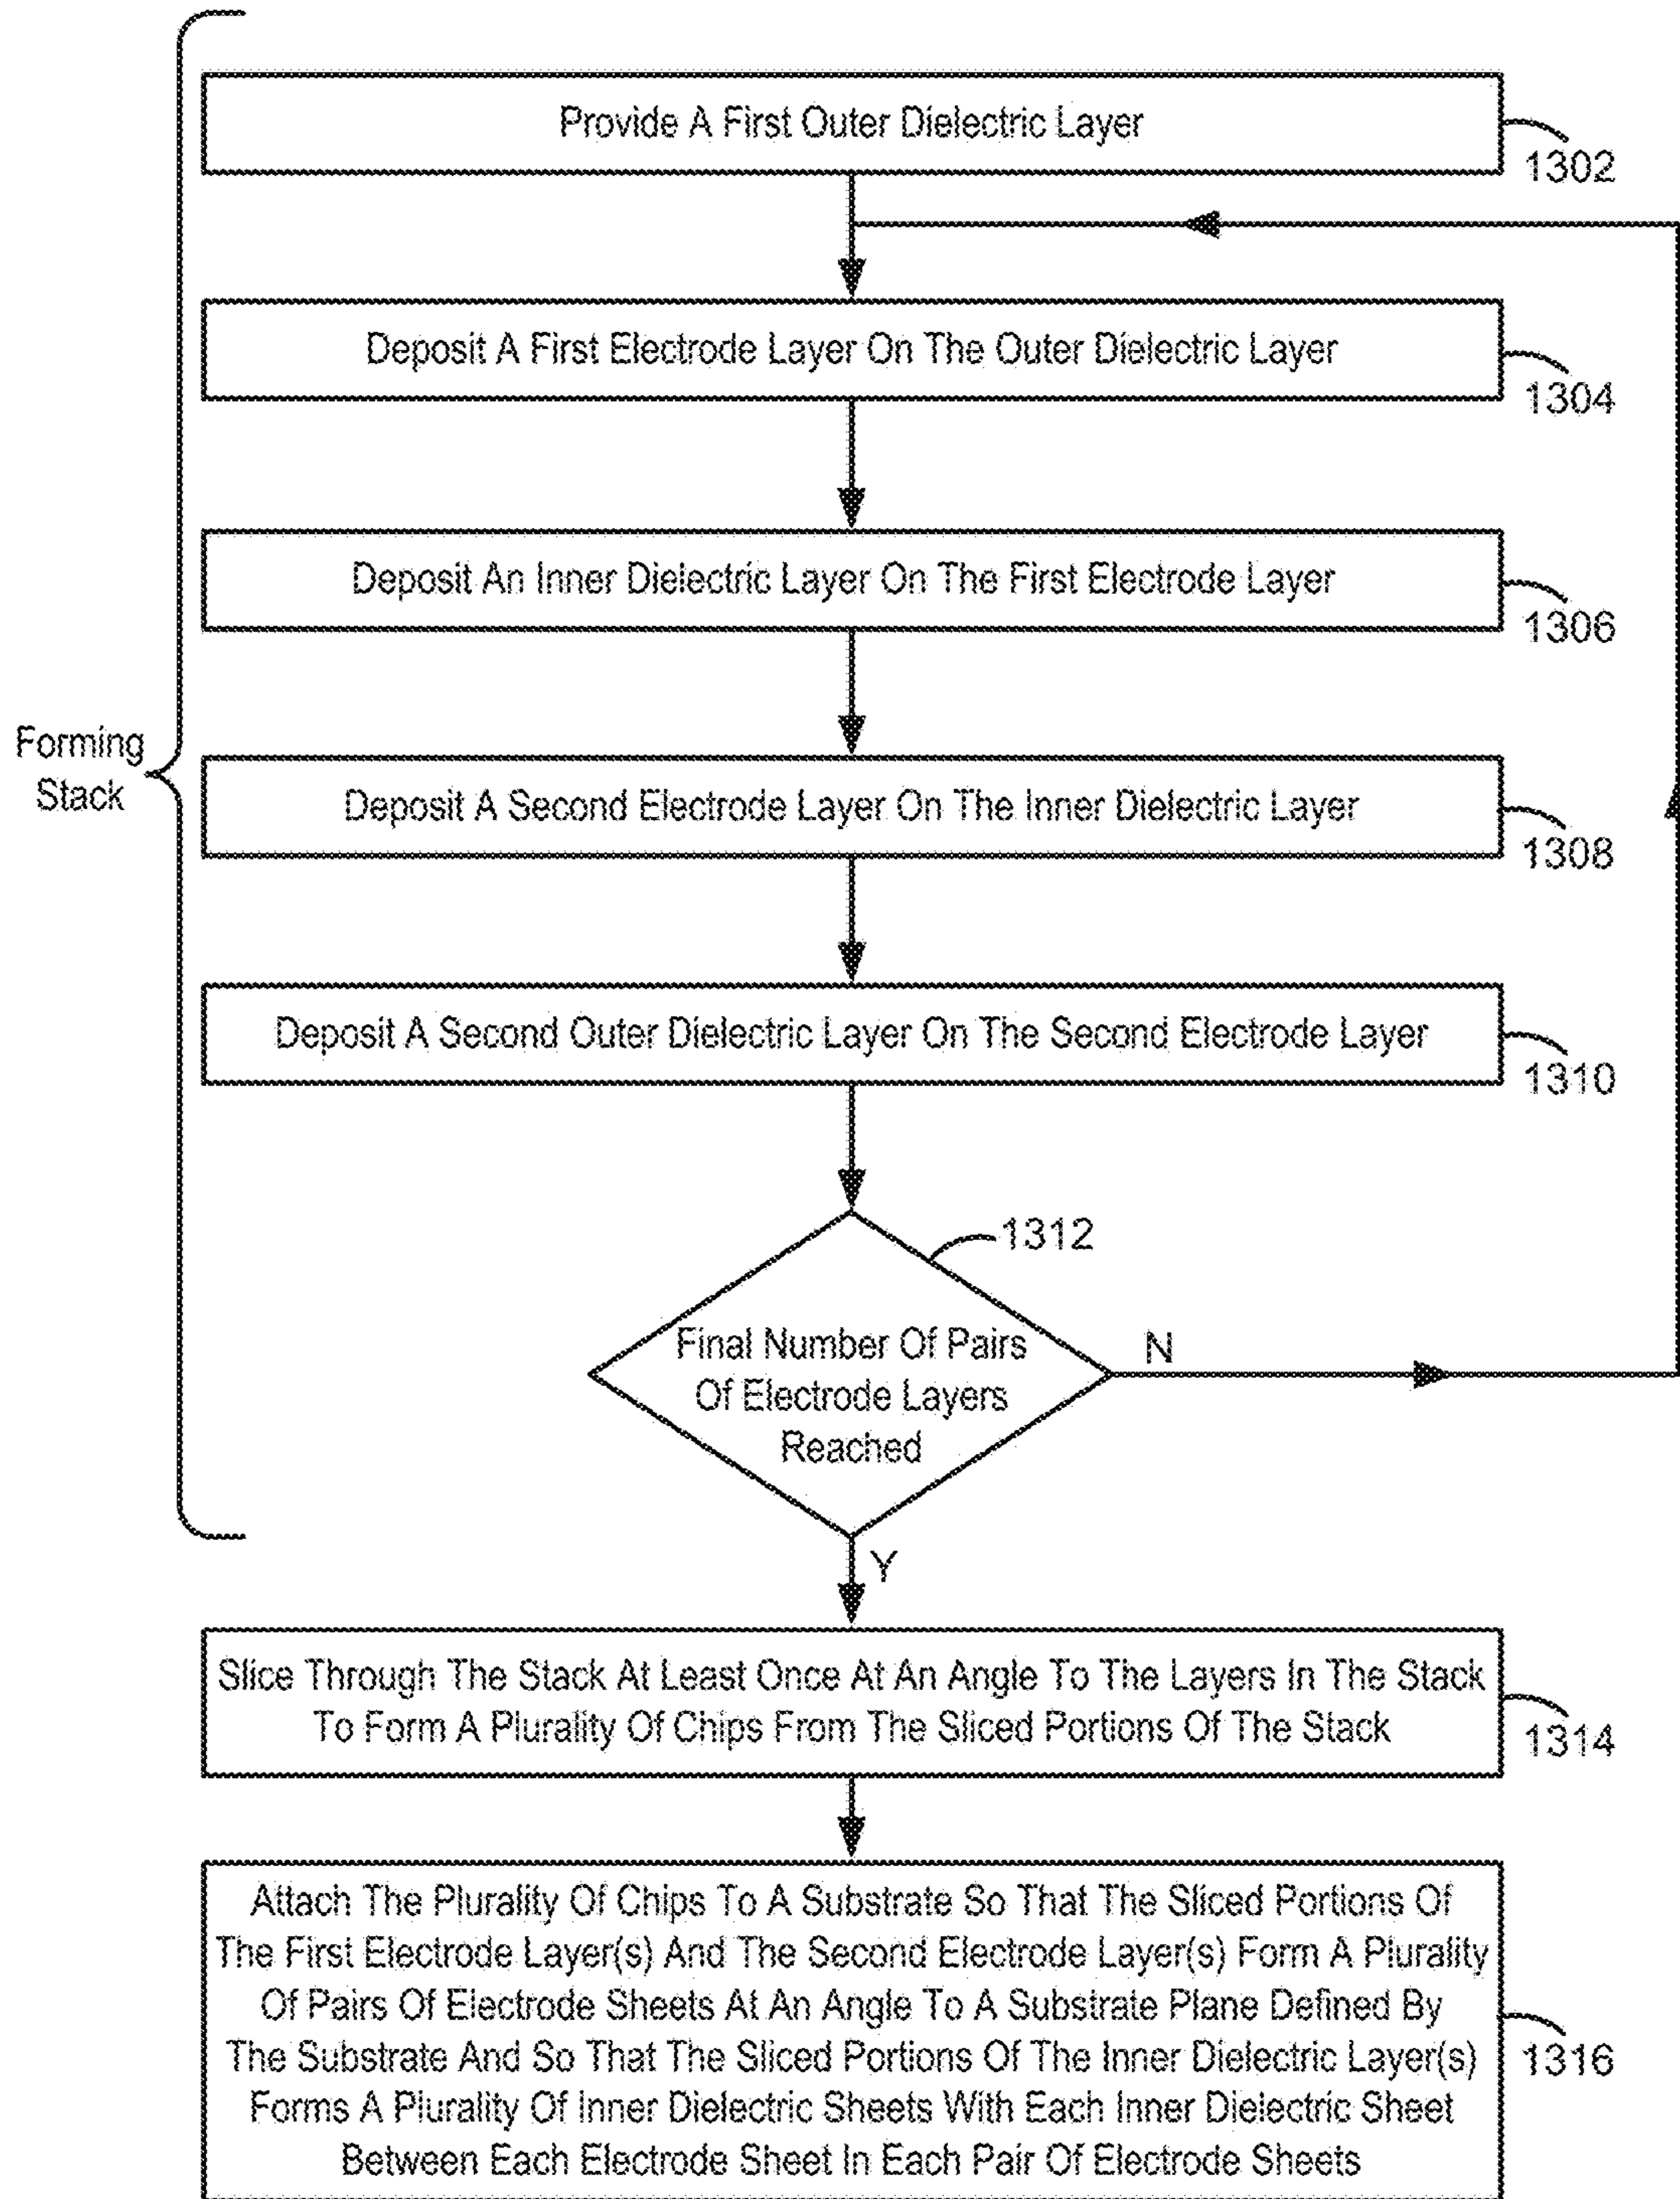 Provide A First Outer Dielectric Layer
1302
Deposit A First Electrode Layer On The Outer Dielectric Layer
1304
Deposit An Inner Dielectric Layer On The First Electrode Layer
1306
Forming
Stack
Deposit A Second Electrode Layer On The Inner Dielectric Layer
1308
Deposit A Second Outer Dielectric Layer On The Second Electrode Layer
1310
1312
Final Number Of Pairs
Of Electrode Layers
Reached
N
Y
Slice Through The Stack At Least Once At An Angle To The Layers In The Stack
To Form A Plurality Of Chips From The Sliced Portions Of The Stack
1314
Attach The Plurality Of Chips To A Substrate So That The Sliced Portions Of
The First Electrode Layer(s) And The Second Electrode Layer(s) Form A Plurality
Of Pairs Of Electrode Sheets At An Angle To A Substrate Plane Defined By
The Substrate And So That The Sliced Portions Of The Inner Dielectric Layer(s)
Forms A Plurality Of Inner Dielectric Sheets With Each Inner Dielectric Sheet
Between Each Electrode Sheet In Each Pair Of Electrode Sheets
1316